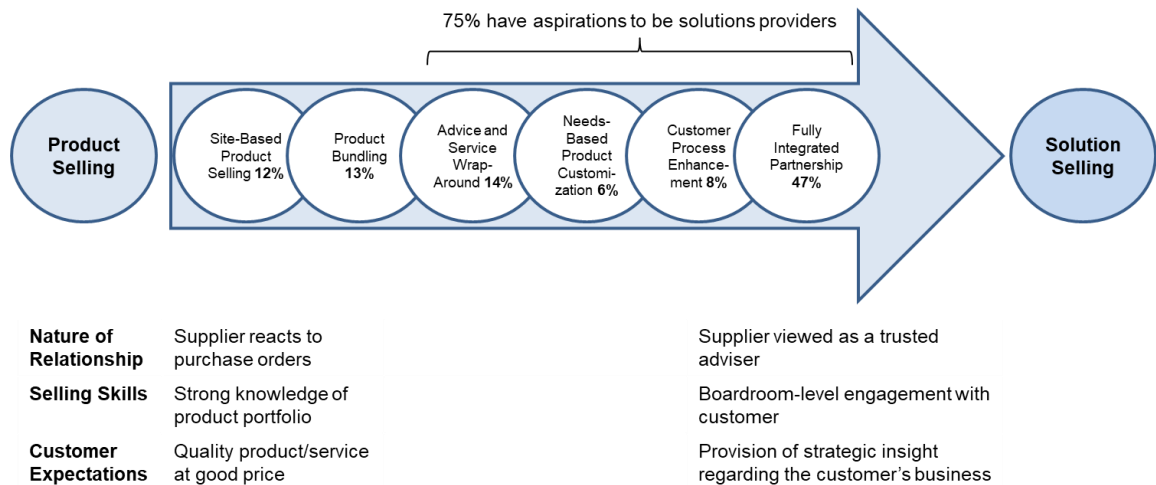 75% have aspirations to be solutions providers
Product
Selling
Site-Based
Product
Selling 12%
Product
Bundling
13%
Advice and
Service
Wrap-
Around 14%
Needs-
Based
Product
Customi-
zation 6%
Customer
Process
Enhance-
ment 8%
Fully
Integrated
Partnership
47%
Solution
Selling
Nature of
Relationship
Supplier reacts to
purchase orders
Supplier viewed as a trusted
adviser
Selling Skills
Strong knowledge of
product portfolio
Boardroom-level engagement with
customer
Customer
Expectations
Quality product/service
at good price
Provision of strategic insight
regarding the customer's business